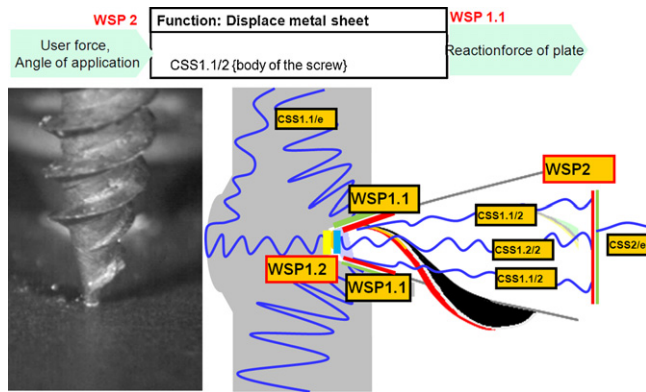 WSP 2
Function: Displace metal sheet
WSP 1.1
User force,
Angle of application
CSS1.1/2 {body of the screw}
Reactionforce of plate
CSS1.1/e
WSP1.1
WSP2
CSS1.1/2
CSS1.2/2
CSS2/e
WSP1.2
CSS1.1/2
WSP1.1